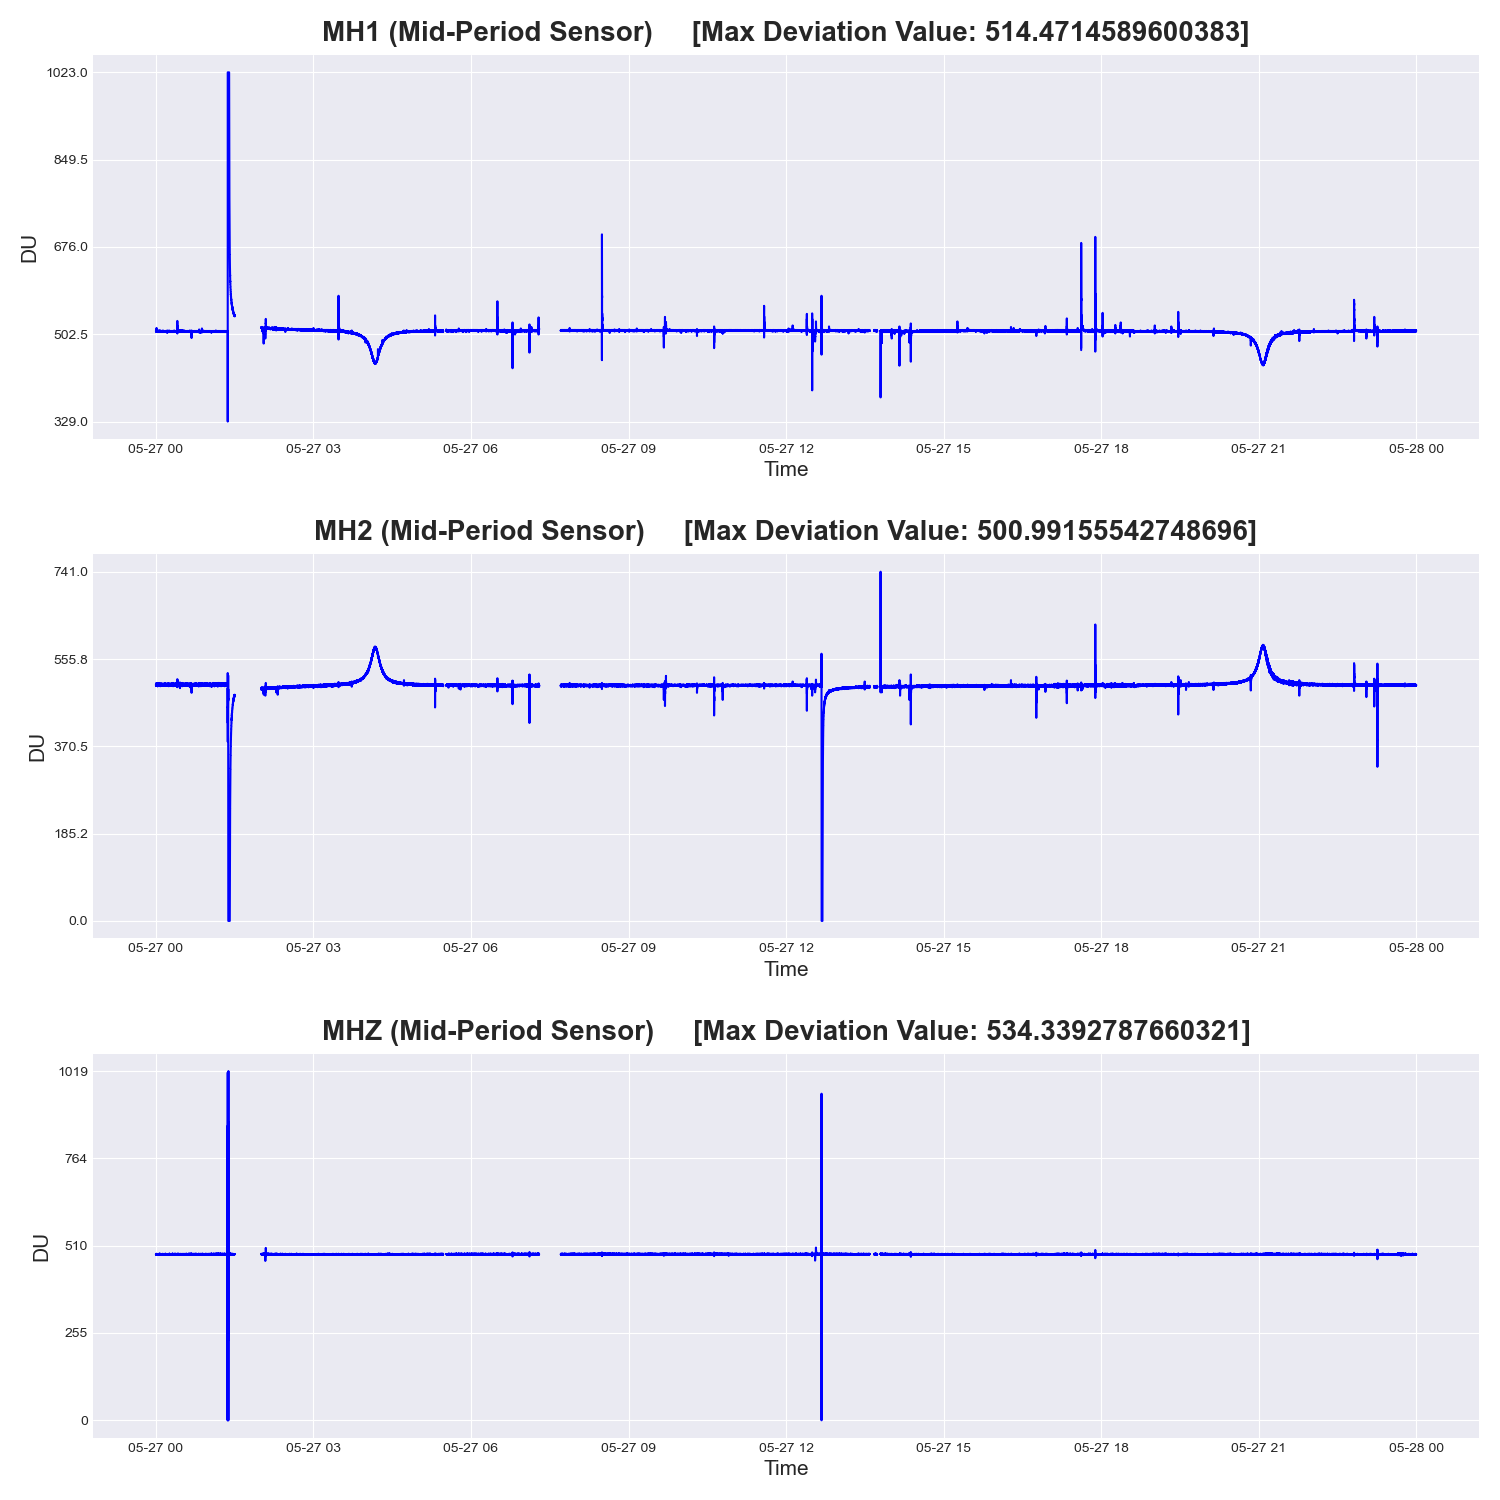 MH1 (Mid-Period Sensor) [Max Deviation Value: 514.4714589600383]
1023.0
849.5
676.0
502.5
329.0
DU
05-27 00 05-27 03 05-27 06 05-27 09 05-27 12 05-27 15 05-27 18 05-27 21 05-28 00
Time
MH2 (Mid-Period Sensor) [Max Deviation Value: 500.99155542748696]
741.0
555.8
370.5
185.2
0.0
DU
05-27 00 05-27 03 05-27 06 05-27 09 05-27 12 05-27 15 05-27 18 05-27 21 05-28 00
Time
MHZ (Mid-Period Sensor) [Max Deviation Value: 534.3392787660321]
1019
764
510
255
0
DU
05-27 00 05-27 03 05-27 06 05-27 09 05-27 12 05-27 15 05-27 18 05-27 21 05-28 00
Time